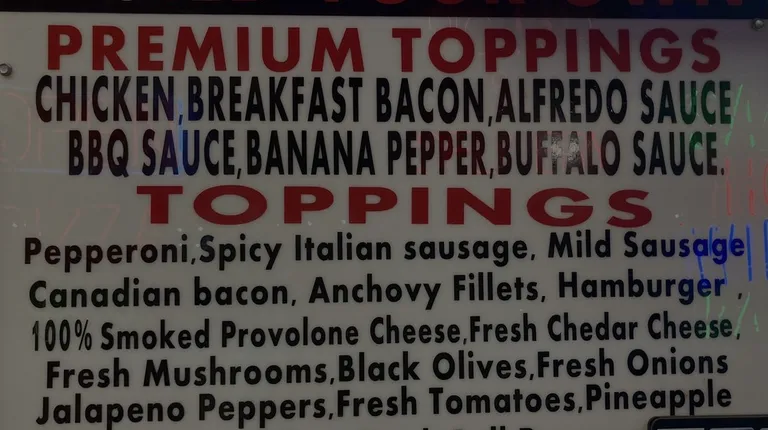 YOUR OWN
PREMIUM TOPPINGS
CHICKEN,BREAKFAST BACON,ALFREDO SAUCE
BBQ SAUCE,BANANA PEPPER,BUFFALO SAUCE.
TOPPINGS
Pepperoni,Spicy Italian sausage, Mild Sausage
Canadian bacon, Anchovy Fillets, Hamburger ,
100% Smoked Provolone Cheese,Fresh Chedar Cheese,
Fresh Mushrooms,Black Olives,Fresh Onions
Jalapeno Peppers,Fresh Tomatoes,Pineapple